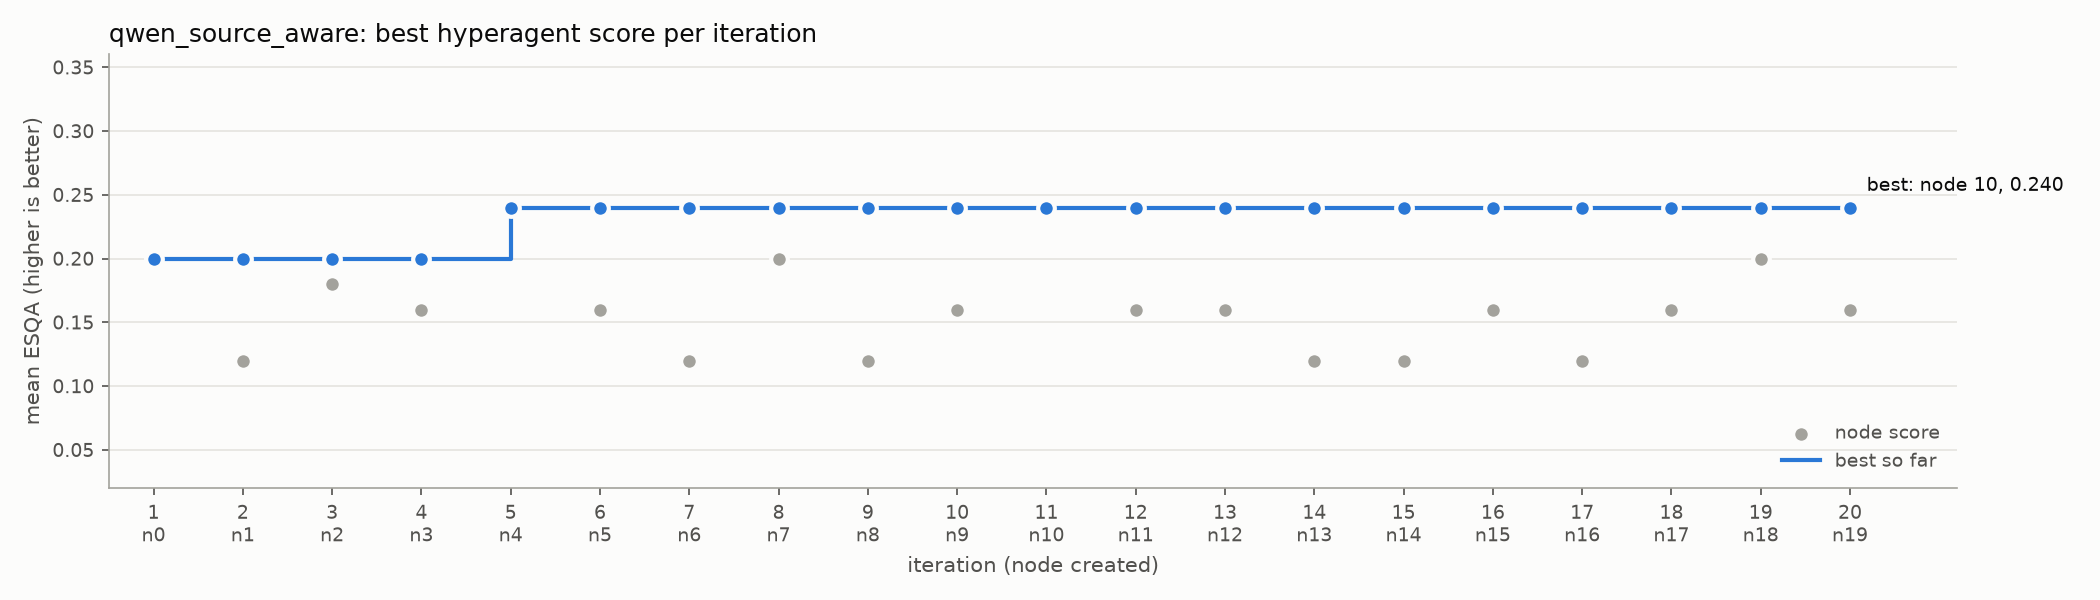 qwen_source_aware: best hyperagent score per iteration
mean ESQA (higher is better)
0.35
0.30
0.25
0.20
0.15
0.10
0.05
best: node 10, 0.240
node score
best so far
1 2 3 4 5 6 7 8 9 10 11 12 13 14 15 16 17 18 19 20
n0 n1 n2 n3 n4 n5 n6 n7 n8 n9 n10 n11 n12 n13 n14 n15 n16 n17 n18 n19
iteration (node created)